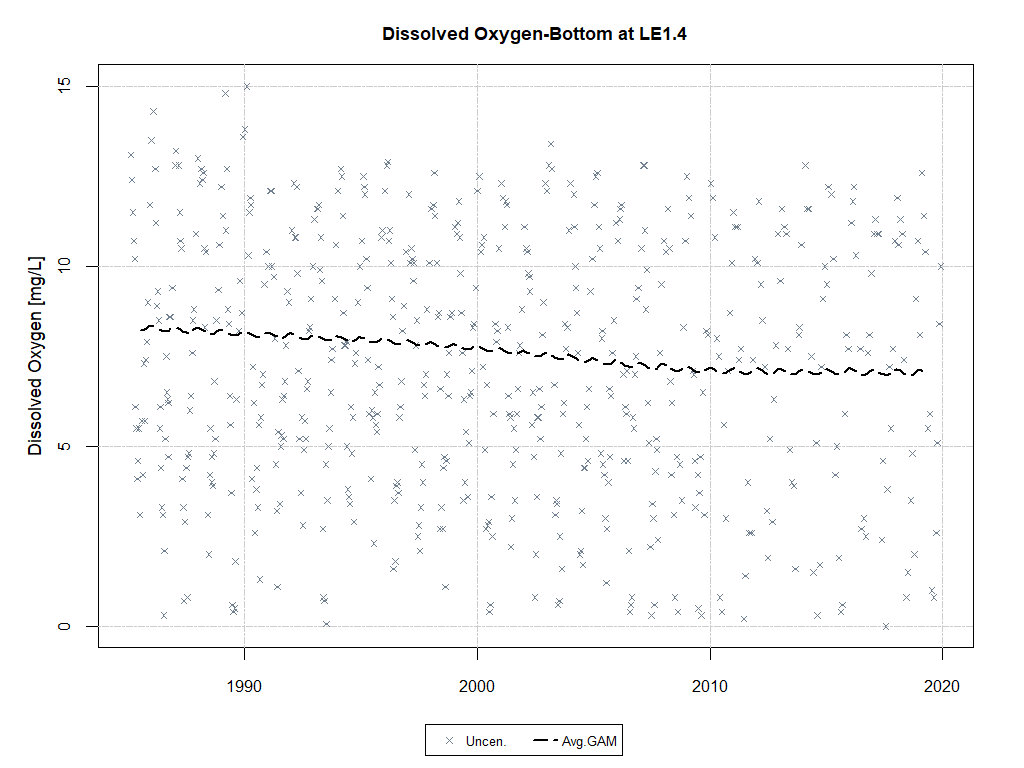 Dissolved Oxygen-Bottom at LE1.4
Dissolved Oxygen [mg/L]
15
10
5
0
1990
2000
2010
2020
Uncen.
Avg.GAM